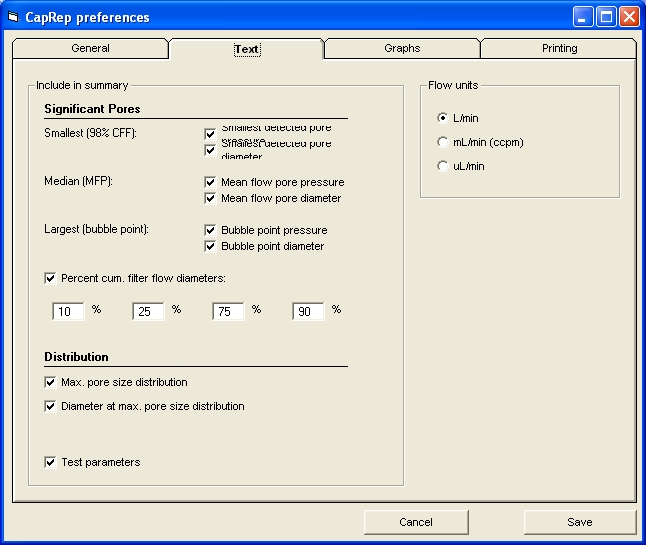 CapRep preferences
General
Text
Graphs
Printing
Include in summary
Significant Pores
Smallest (98% CFF):
Smallest detected pore
pressure
Smallest detected pore
diameter
Median (MFP):
Mean flow pore pressure
Mean flow pore diameter
Largest (bubble point):
Bubble point pressure
Bubble point diameter
Percent cum. filter flow diameters:
10 % 25 % 75 % 90 %
Distribution
Max. pore size distribution
Diameter at max. pore size distribution
Test parameters
Flow units
L/min
mL/min (ccpm)
uL/min
Cancel
Save